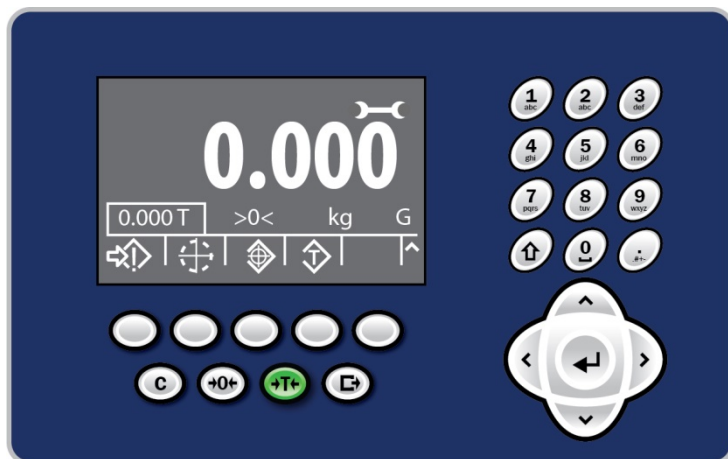 0.000
0.000 T >0< kg G
T
1 2 3
abc abc def
4 5 6
ghi jkl mno
7 8 9
pqrs tuv wxyz
0 .
.#+-
C →0← →T←